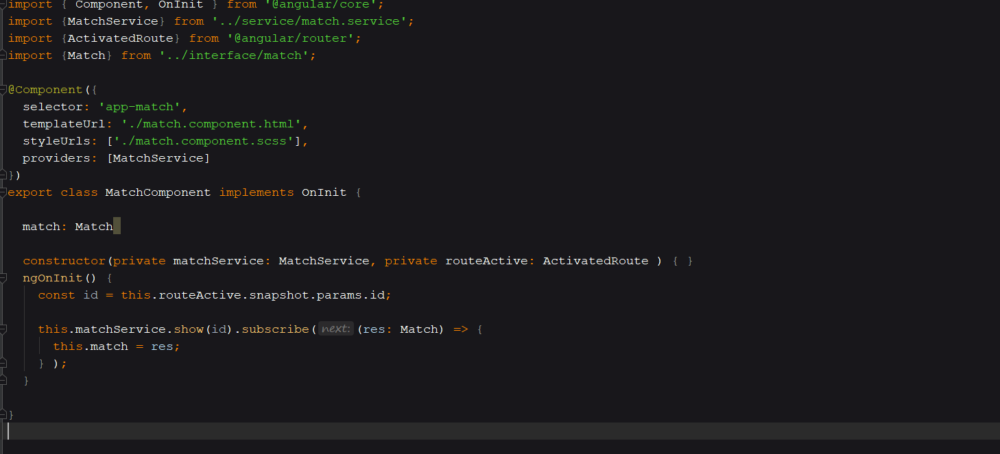 import { Component, OnInit } from '@angular/core';
import {MatchService} from '../service/match.service';
import {ActivatedRoute} from '@angular/router';
import {Match} from '../interface/match';
@Component({
selector: 'app-match',
templateUrl: './match.component.html',
styleUrls: ['./match.component.scss'],
providers: [MatchService]
})
export class MatchComponent implements OnInit {
match: Match
constructor(private matchService: MatchService, private routeActive: ActivatedRoute ) { }
ngOnInit() {
const id = this.routeActive.snapshot.params.id;
this.matchService.show(id).subscribe( next: (res: Match) => {
this.match = res;
} );
}
}